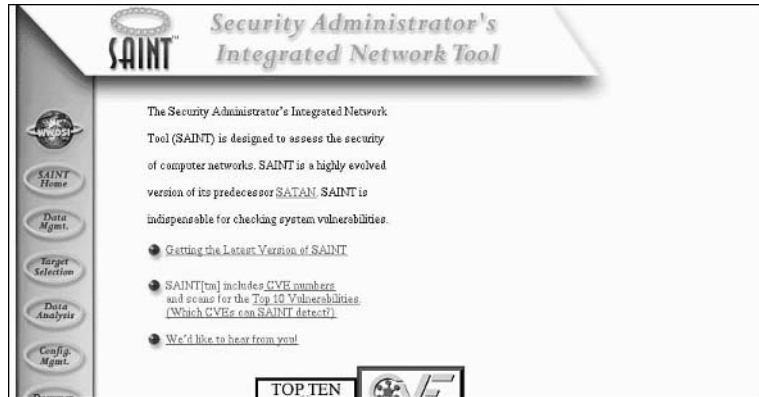 SAINT™
Security Administrator's
Integrated Network Tool
WWDSI
SAINT
Home
Data
Mgmt.
Target
Selection
Data
Analysis
Config.
Mgmt.
The Security Administrator's Integrated Network
Tool (SAINT) is designed to assess the security
of computer networks. SAINT is a highly evolved
version of its predecessor SATAN. SAINT is
indispensable for checking system vulnerabilities.
Getting the Latest Version of SAINT
SAINT[tm] includes CVE numbers
and scans for the Top 10 Vulnerabilities.
(Which CVEs can SAINT detect?)
We'd like to hear from you!
TOP TEN
CVE